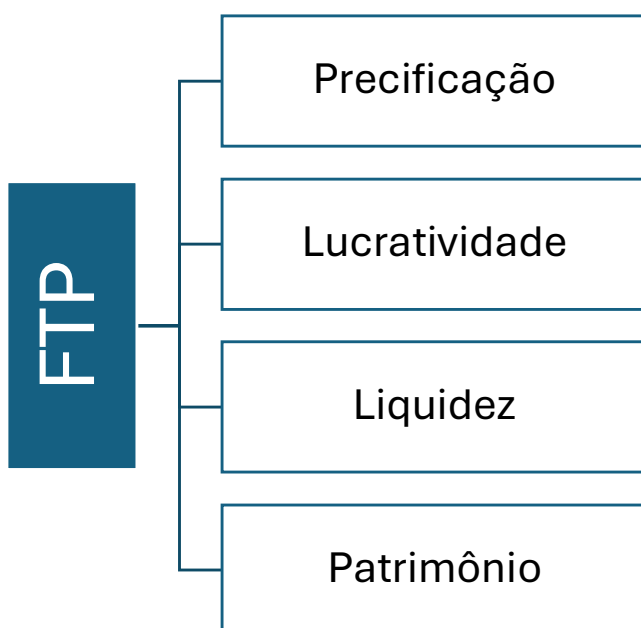 FTP
Precificação
Lucratividade
Liquidez
Patrimônio